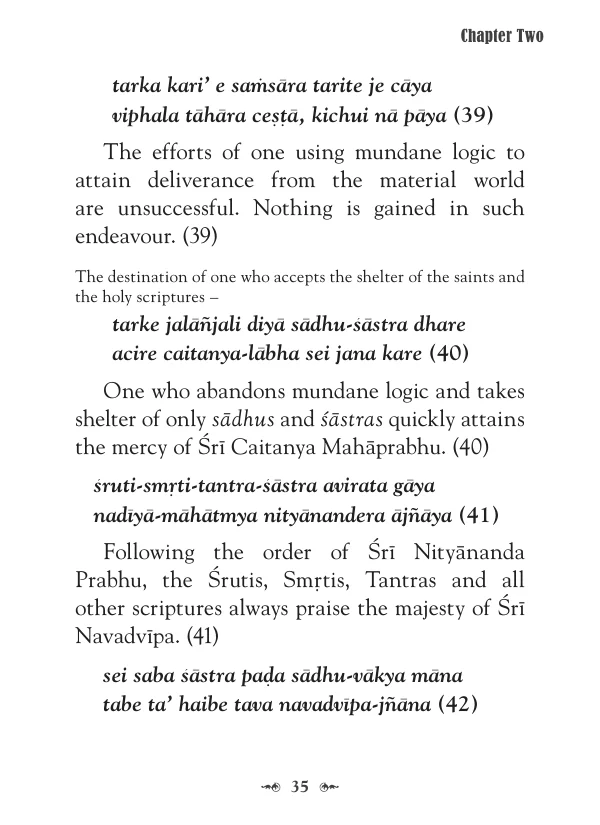 Chapter Two
tarka kari’ e saṁsāra tarite je cāya
viphala tāhāra ceṣṭā, kichui nā pāya (39)
The efforts of one using mundane logic to
attain deliverance from the material world
are unsuccessful. Nothing is gained in such
endeavour. (39)
The destination of one who accepts the shelter of the saints and
the holy scriptures –
tarke jalāñjali diyā sādhu-śāstra dhare
acire caitanya-lābha sei jana kare (40)
One who abandons mundane logic and takes
shelter of only sādhus and śāstras quickly attains
the mercy of Śrī Caitanya Mahāprabhu. (40)
śruti-smṛti-tantra-śāstra avirata gāya
nadīyā-māhātmya nityānandera ājñāya (41)
Following the order of Śrī Nityānanda
Prabhu, the Śrutis, Smṛtis, Tantras and all
other scriptures always praise the majesty of Śrī
Navadvīpa. (41)
sei saba śāstra paḍa sādhu-vākya māna
tabe ta’ haibe tava navadvīpa-jñāna (42)
35